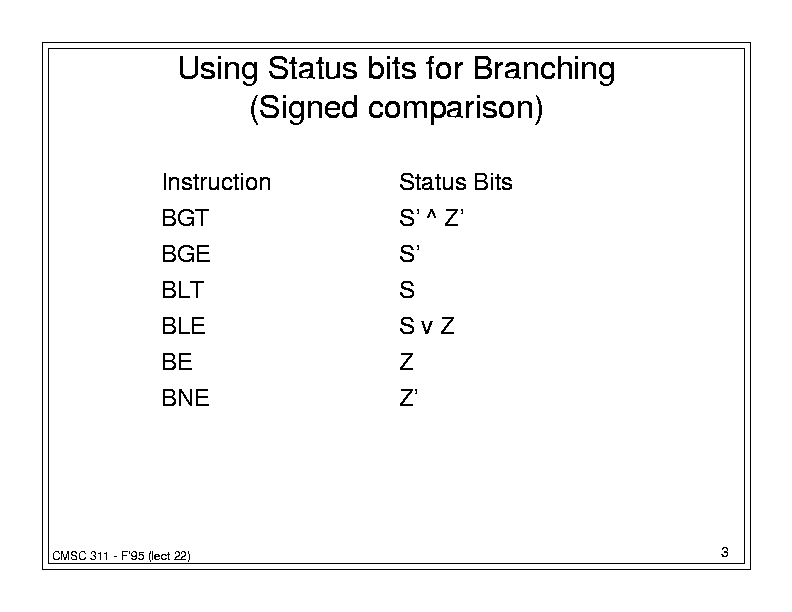 Using Status bits for Branching
(Signed comparison)
Instruction Status Bits
BGT S’ ^ Z’
BGE S’
BLT S
BLE S v Z
BE Z
BNE Z’
CMSC 311 - F’95 (lect 22) 3